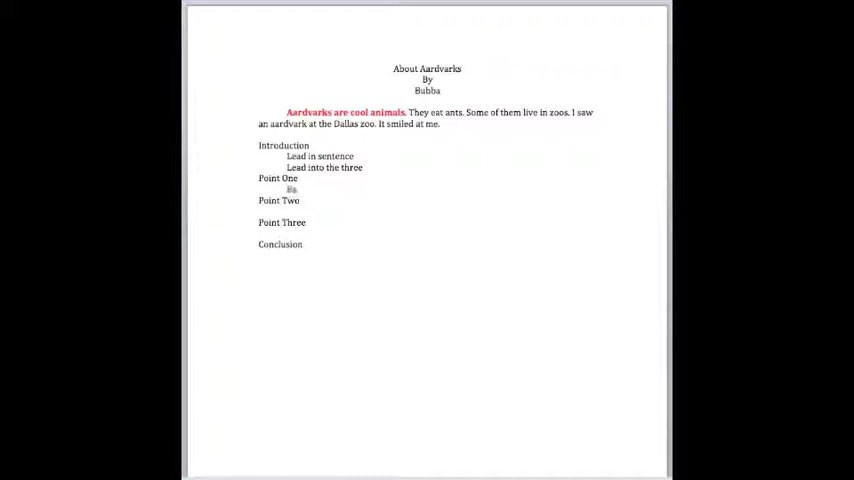 About Aardvarks
By
Bubba
Aardvarks are cool animals. They eat ants. Some of them live in zoos. I saw
an aardvark at the Dallas zoo. It smiled at me.
Introduction
Lead in sentence
Lead into the three
Point One
Point Two
Point Three
Conclusion